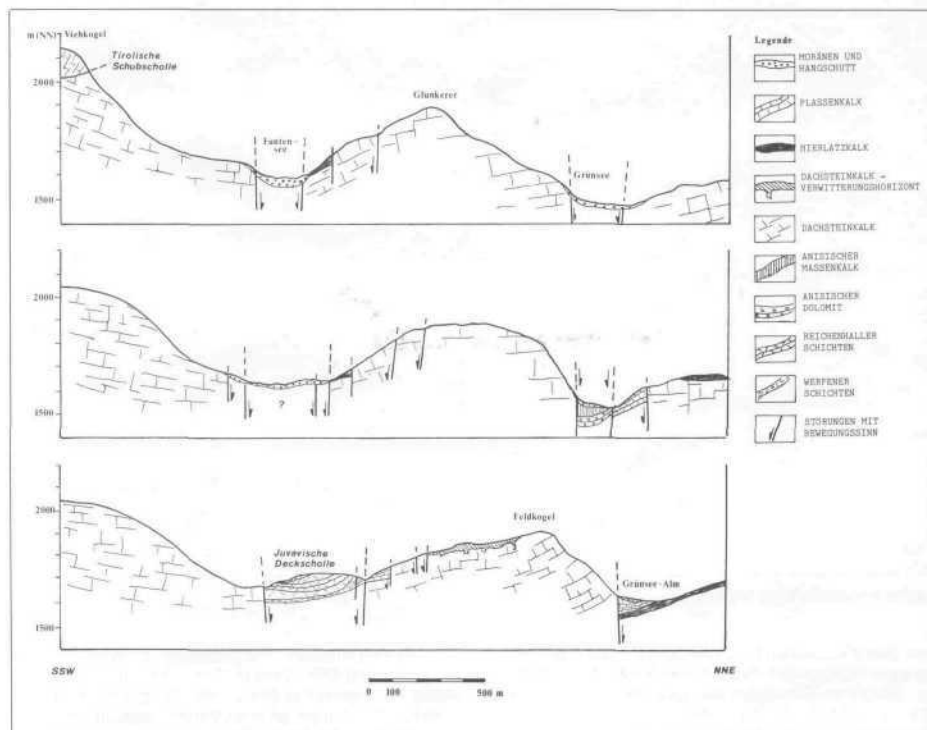 m(NN)
Viehkogel
Tirolische
Schubscholle
2000
1500
Funten-
see
Glunkerer
Grünsee
2000
1500
?
2000
1500
Juvavische
Deckscholle
Feldkogel
Grünsee-Alm
SSW
NNE
0 100 500 m
Legende
MORÄNEN UND
HANGSCHUTT
PLASSENKALK
HIERLATZKALK
DACHSTEINKALK -
VERWITTERUNGSHORIZONT
DACHSTEINKALK
ANISISCHER
MASSENKALK
ANISISCHER
DOLOMIT
REICHENHALLER
SCHICHTEN
WERFENER
SCHICHTEN
STÖRUNGEN MIT
BEWEGUNGSSINN